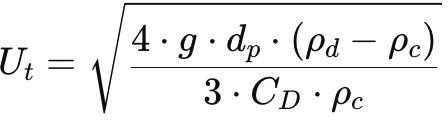 U_t = \sqrt{\frac{4 \cdot g \cdot d_p \cdot (\rho_d - \rho_c)}{3 \cdot C_D \cdot \rho_c}}